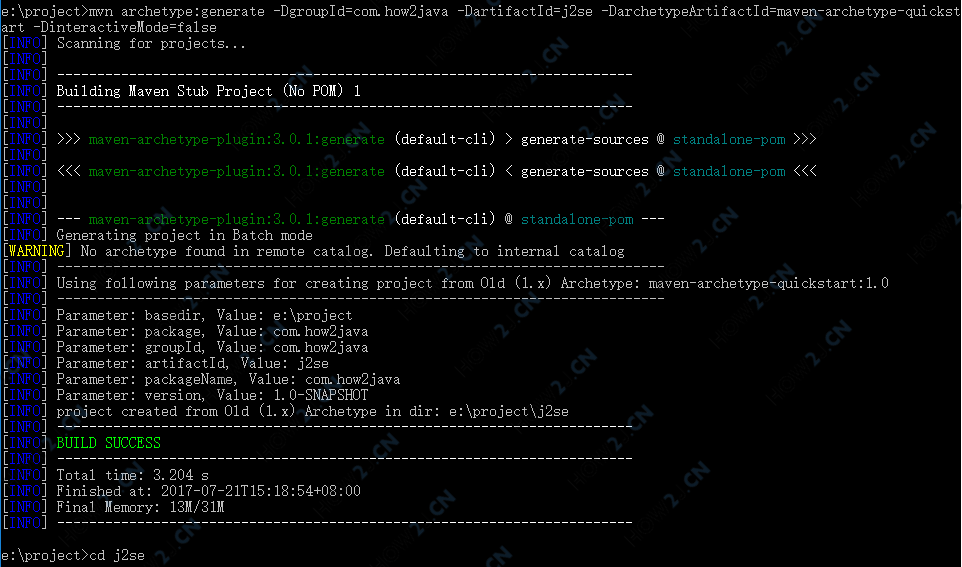 e:\project>mvn archetype:generate -DgroupId=com.how2java -DartifactId=j2se -DarchetypeArtifactId=maven-archetype-quickst
art -DinteractiveMode=false
[INFO] Scanning for projects...
[INFO]
[INFO] ------------------------------------------------------------------------
[INFO] Building Maven Stub Project (No POM) 1
[INFO] ------------------------------------------------------------------------
[INFO]
[INFO] >>> maven-archetype-plugin:3.0.1:generate (default-cli) > generate-sources @ standalone-pom >>>
[INFO]
[INFO] <<< maven-archetype-plugin:3.0.1:generate (default-cli) < generate-sources @ standalone-pom <<<
[INFO]
[INFO]
[INFO] --- maven-archetype-plugin:3.0.1:generate (default-cli) @ standalone-pom ---
[INFO] Generating project in Batch mode
[WARNING] No archetype found in remote catalog. Defaulting to internal catalog
[INFO] ----------------------------------------------------------------------------
[INFO] Using following parameters for creating project from Old (1.x) Archetype: maven-archetype-quickstart:1.0
[INFO] ----------------------------------------------------------------------------
[INFO] Parameter: basedir, Value: e:\project
[INFO] Parameter: package, Value: com.how2java
[INFO] Parameter: groupId, Value: com.how2java
[INFO] Parameter: artifactId, Value: j2se
[INFO] Parameter: packageName, Value: com.how2java
[INFO] Parameter: version, Value: 1.0-SNAPSHOT
[INFO] project created from Old (1.x) Archetype in dir: e:\project\j2se
[INFO] ------------------------------------------------------------------------
[INFO] BUILD SUCCESS
[INFO] ------------------------------------------------------------------------
[INFO] Total time: 3.204 s
[INFO] Finished at: 2017-07-21T15:18:54+08:00
[INFO] Final Memory: 13M/31M
[INFO] ------------------------------------------------------------------------
e:\project>cd j2se